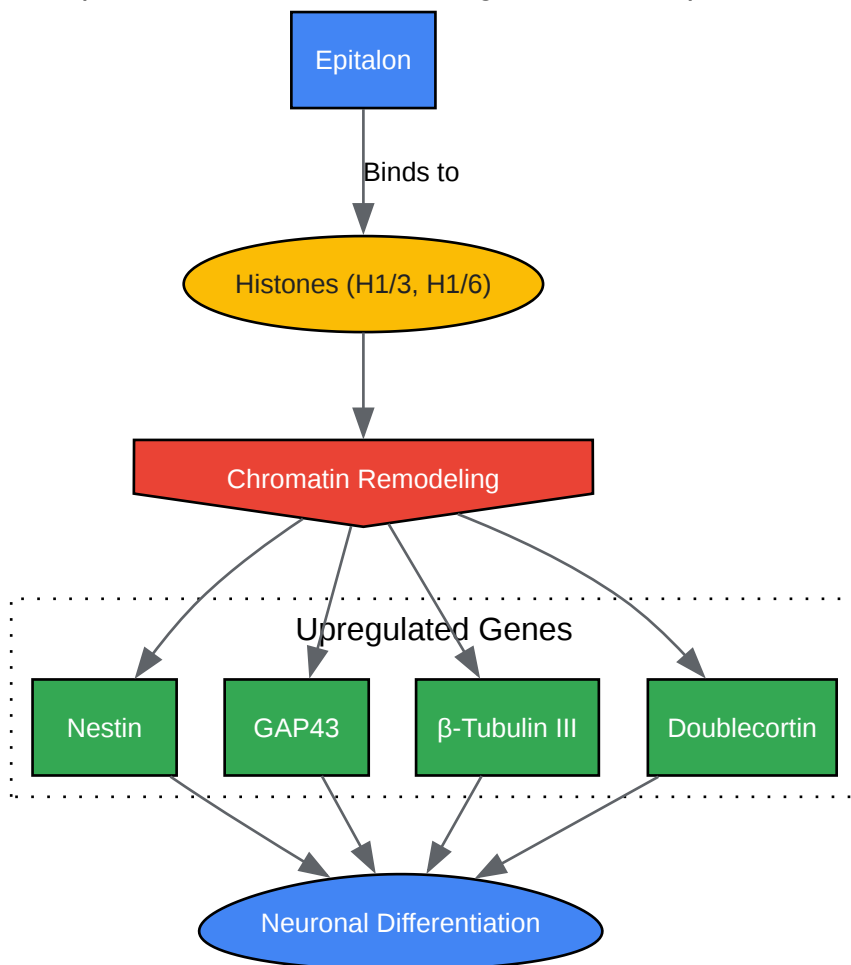 Epitalon
Binds to
Histones (H1/3, H1/6)
Chromatin Remodeling
Upregulated Genes
Nestin
GAP43
β-Tubulin III
Doublecortin
Neuronal Differentiation